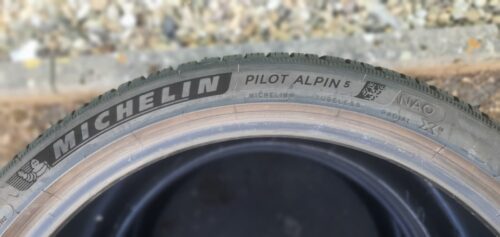 MICHELIN
PILOT ALPIN 5
NA0
MICHELIN TUBELESS RADIAL X